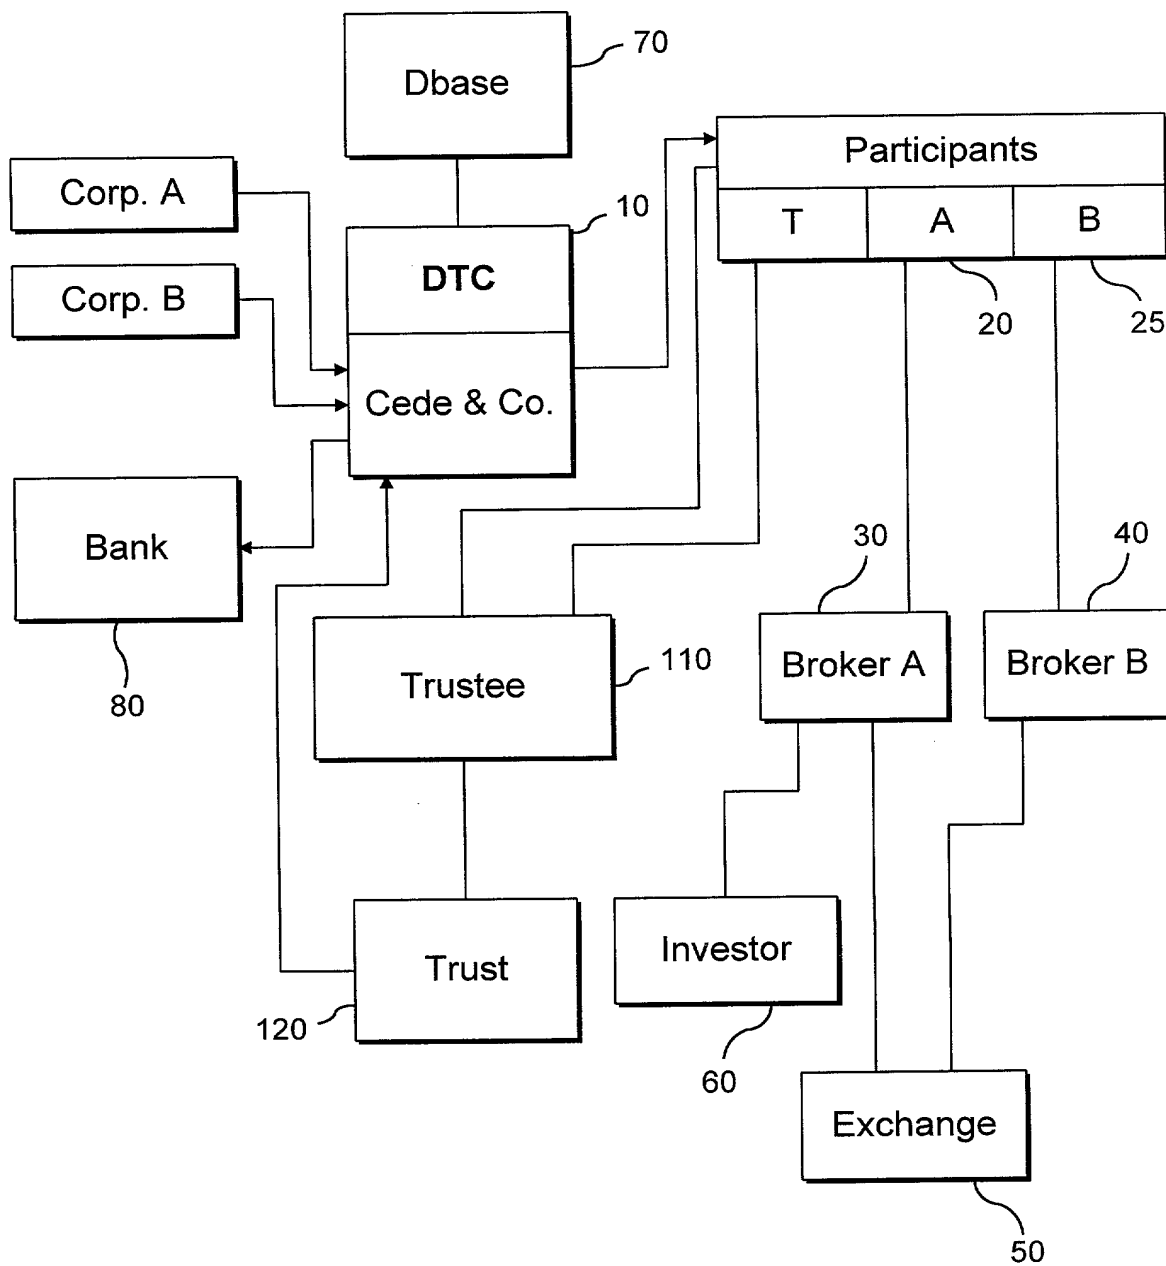 70
Dbase
Participants
Corp. A
10
T
A
B
DTC
Corp. B
20
25
Cede & Co.
Bank
30
40
110
Broker A
Broker B
Trustee
80
Investor
Trust
120
60
Exchange
50